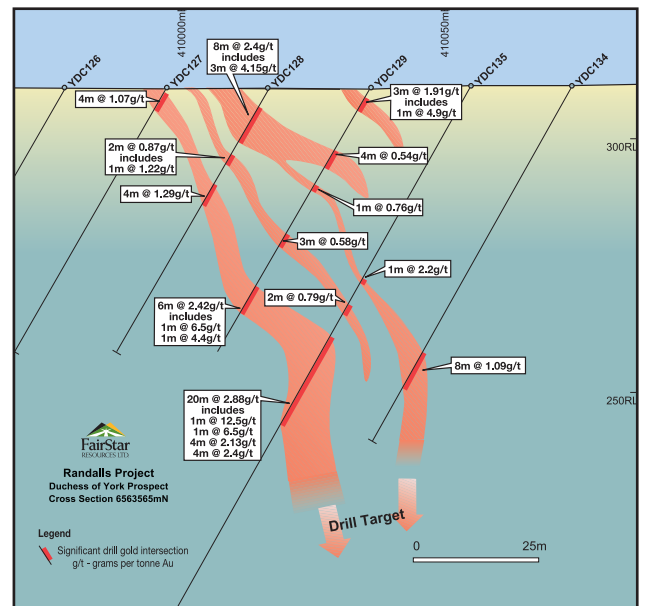 410000mE
410050mE
YDC126
YDC127
YDC128
YDC129
YDC135
YDC134
8m @ 2.4g/t
includes
3m @ 4.15g/t
4m @ 1.07g/t
3m @ 1.91g/t
includes
1m @ 4.9g/t
300RL
2m @ 0.87g/t
includes
1m @ 1.22g/t
4m @ 0.54g/t
4m @ 1.29g/t
1m @ 0.76g/t
3m @ 0.58g/t
1m @ 2.2g/t
2m @ 0.79g/t
6m @ 2,42g/t
includes
1m @ 6.5g/t
1m @ 4.4g/t
8m @ 1.09g/t
250RL
20m @ 2.88g/t
includes
1m @ 12.5g/t
1m @ 6.5g/t
4m @ 2.13g/t
4m @ 2.4g/t
FairStar
RESOURCES LTD.
Randalls Project
Duchess of York Prospect
Cross Section 6563565mN
Drill Target
Legend
Significant drill gold intersection
g/t - grams per tonne Au
0 25m